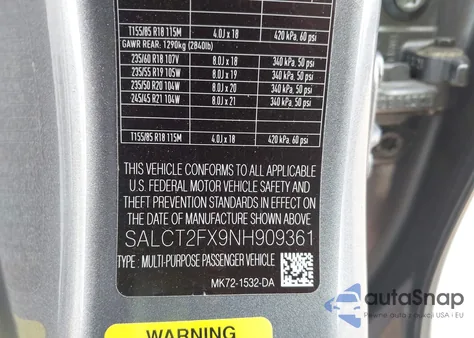 T155/85 R18 115M 4.0J x 18 420 kPa, 60 psi
GAWR REAR: 1290kg (2840lb)
235/60 R18 107V 8.0J x 18 340 kPa, 50 psi
235/55 R19 105W 8.0J x 19 340 kPa, 50 psi
235/50 R20 104W 8.0J x 20 340 kPa, 50 psi
245/45 R21 104W 8.0J x 21 340 kPa, 50 psi
T155/85 R18 115M 4.0J x 18 420 kPa, 60 psi
THIS VEHICLE CONFORMS TO ALL APPLICABLE
U.S. FEDERAL MOTOR VEHICLE SAFETY AND
THEFT PREVENTION STANDARDS IN EFFECT ON
THE DATE OF MANUFACTURE SHOWN ABOVE
SALCT2FX9NH909361
TYPE : MULTI-PURPOSE PASSENGER VEHICLE
MK72-1532-DA
autoSnap
Pewne auta z aukcji USA i EU
WARNING